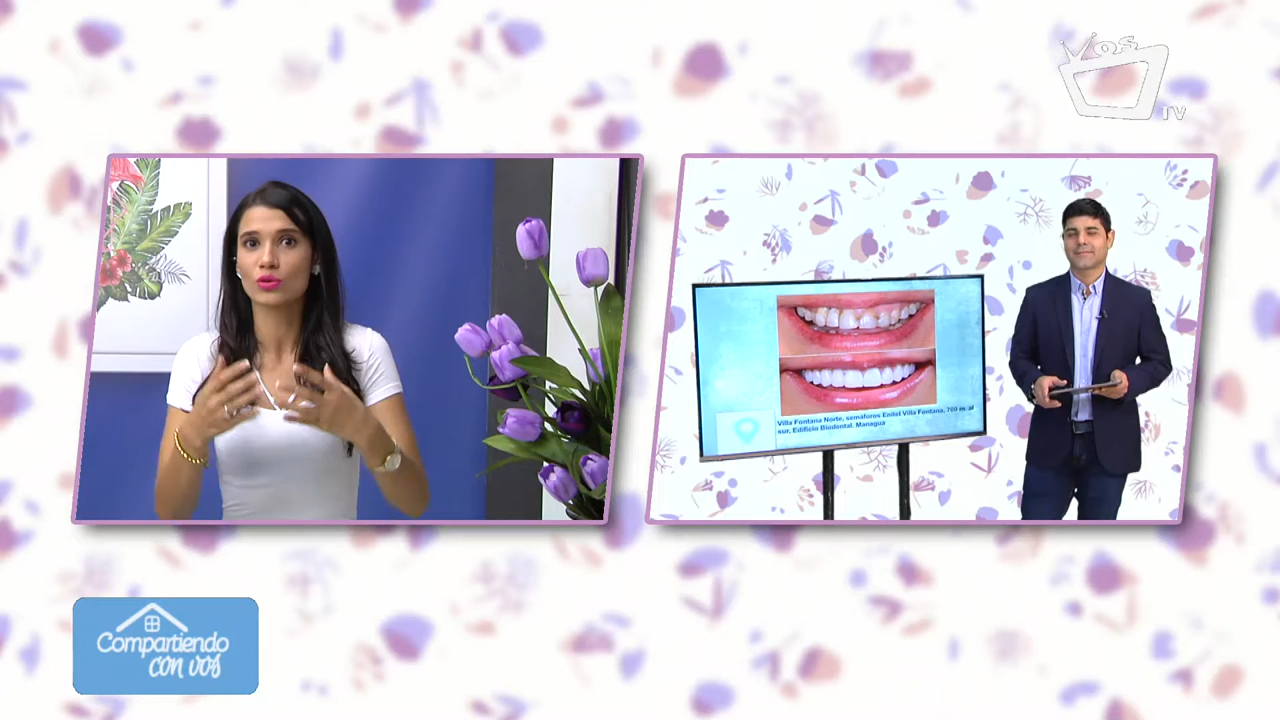 VOS
TV
Villa Fontana Norte, semáforos Enitel Villa Fontana, 700 m. al
sur, Edificio Biodental. Managua
Compartiendo
con vos